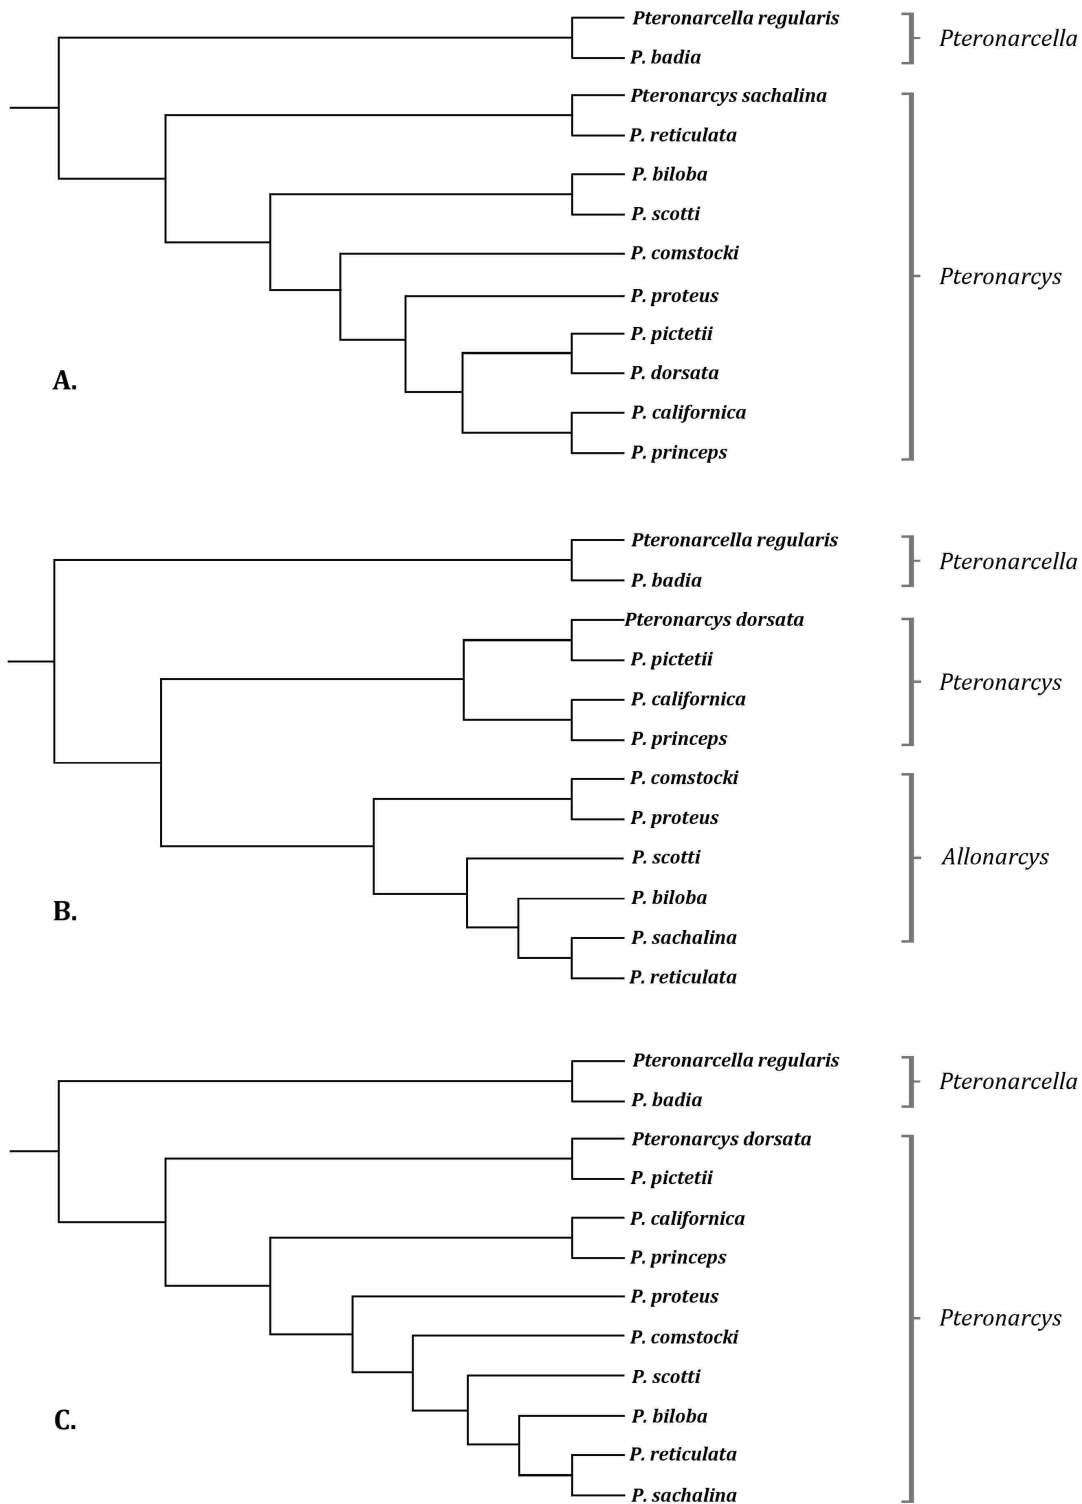 Pteronarcella regularis
Pteronarcella
P. badia
Pteronarcys sachalina
P. reticulata
P. biloba
P. scotti
P. comstocki
Pteronarcys
P. proteus
P. pictetii
P. dorsata
A.
P. californica
P. princeps
Pteronarcella regularis
Pteronarcella
P. badia
Pteronarcys dorsata
P. pictetii
Pteronarcys
P. californica
P. princeps
P. comstocki
P. proteus
P. scotti
Allonarcys
P. biloba
B.
P. sachalina
P. reticulata
Pteronarcella regularis
Pteronarcella
P. badia
Pteronarcys dorsata
P. pictetii
P. californica
P. princeps
P. proteus
Pteronarcys
P. comstocki
P. scotti
P. biloba
C.
P. reticulata
P. sachalina